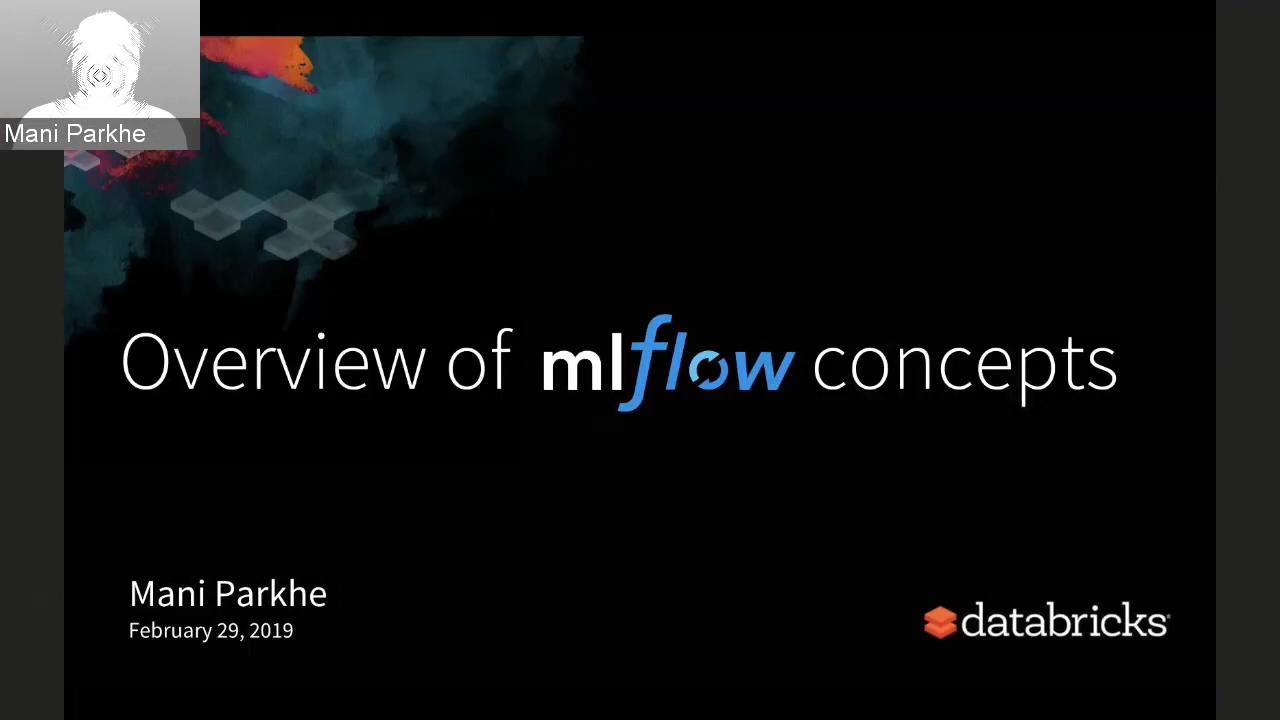 Mani Parkhe
Overview of mlflow concepts
Mani Parkhe
February 29, 2019
databricks